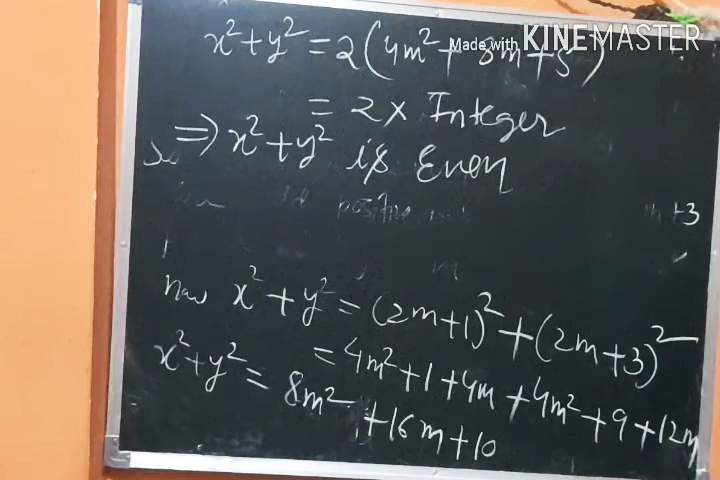 Made with KINEMASTER
x² + y² = 2(4m² + 8m + 5)
= 2 x Integer
⇒ x² + y² is Even
positive
m+3
Now x² + y² = (2m+1)² + (2m+3)²
= 4m² + 1 + 4m + 4m² + 9 + 12m
x² + y² = 8m² + 16m + 10